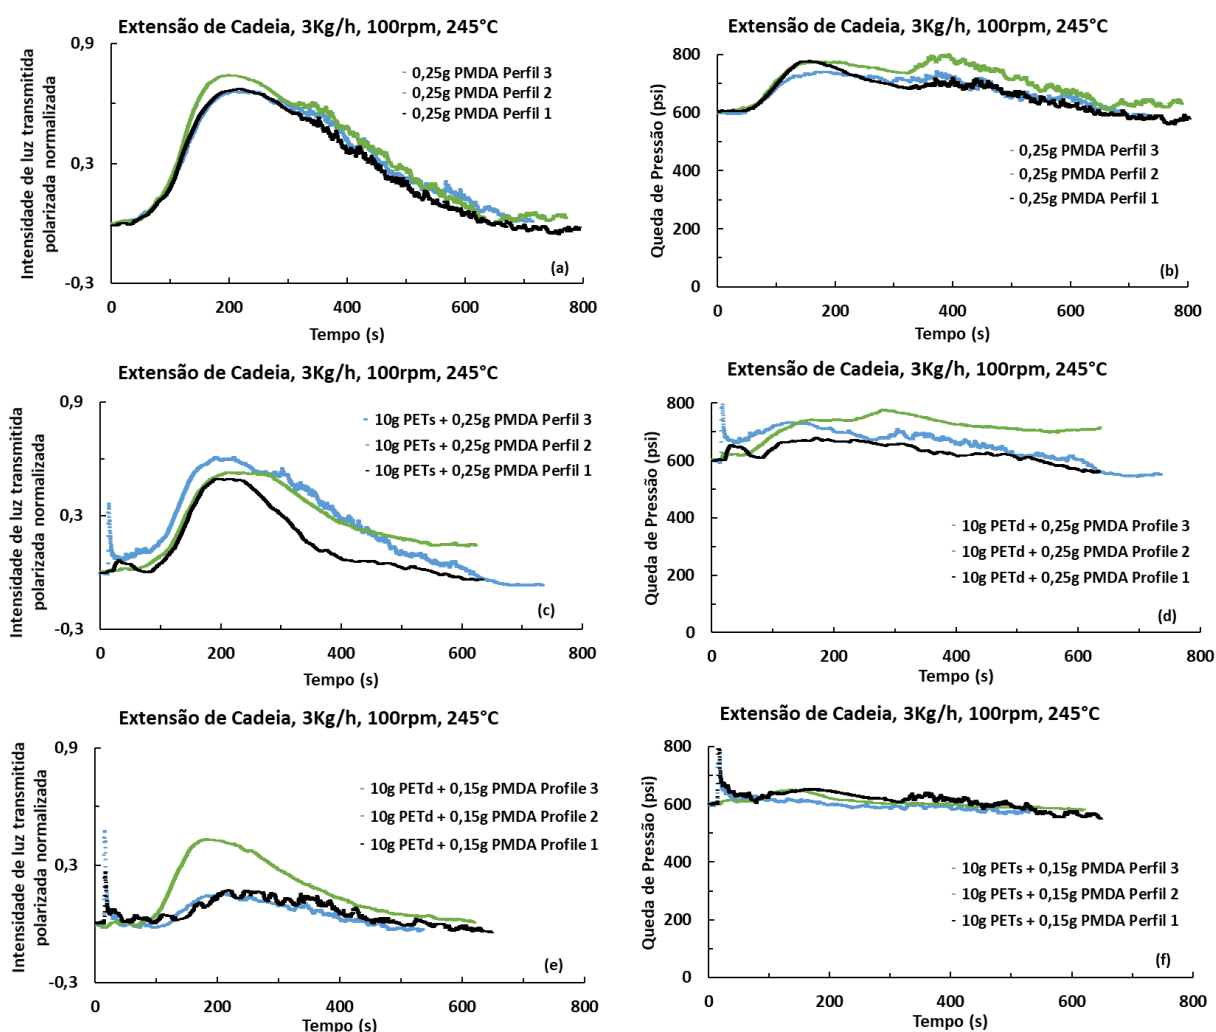 Extensão de Cadeia, 3Kg/h, 100rpm, 245°C
Intensidade de luz transmitida
polarizada normalizada
0,9
0,3
-0,3
0,25g PMDA Perfil 3
0,25g PMDA Perfil 2
0,25g PMDA Perfil 1
(a)
0
200
400
600
800
Tempo (s)
Extensão de Cadeia, 3Kg/h, 100rpm, 245°C
Queda de Pressão (psi)
800
600
400
200
0
0,25g PMDA Perfil 3
0,25g PMDA Perfil 2
0,25g PMDA Perfil 1
(b)
0
200
400
600
800
Tempo (s)
Extensão de Cadeia, 3Kg/h, 100rpm, 245°C
Intensidade de luz transmitida
polarizada normalizada
0,9
0,3
-0,3
10g PETs + 0,25g PMDA Perfil 3
10g PETs + 0,25g PMDA Perfil 2
10g PETs + 0,25g PMDA Perfil 1
(c)
0
200
400
600
800
Tempo (s)
Extensão de Cadeia, 3Kg/h, 100rpm, 245°C
Queda de Pressão (psi)
800
600
400
200
0
10g PETd + 0,25g PMDA Profile 3
10g PETd + 0,25g PMDA Profile 2
10g PETd + 0,25g PMDA Profile 1
(d)
0
200
400
600
800
Tempo (s)
Extensão de Cadeia, 3Kg/h, 100rpm, 245°C
Intensidade de luz transmitida
polarizada normalizada
0,9
0,3
-0,3
10g PETd + 0,15g PMDA Profile 3
10g PETd + 0,15g PMDA Profile 2
10g PETd + 0,15g PMDA Profile 1
(e)
0
200
400
600
800
Tempo (s)
Extensão de Cadeia, 3Kg/h, 100rpm, 245°C
Queda de Pressão (psi)
800
600
400
200
0
10g PETs + 0,15g PMDA Perfil 3
10g PETs + 0,15g PMDA Perfil 2
10g PETs + 0,15g PMDA Perfil 1
(f)
0
200
400
600
800
Tempo (s)